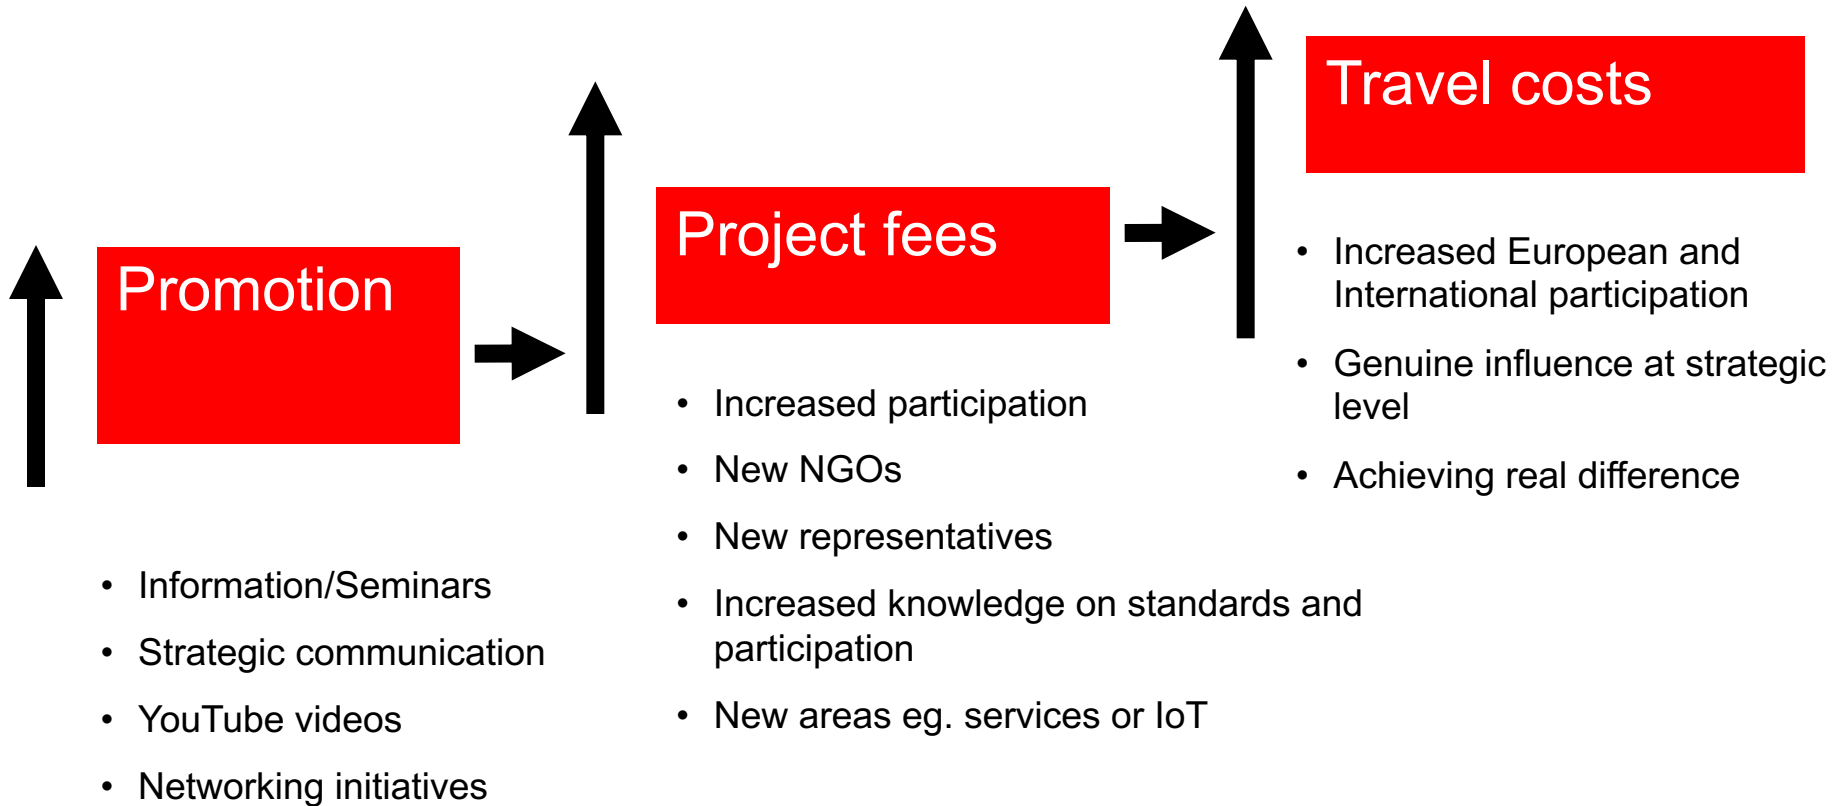 Promotion
• Information/Seminars
• Strategic communication
• YouTube videos
• Networking initiatives
Project fees
• Increased participation
• New NGOs
• New representatives
• Increased knowledge on standards and
participation
• New areas eg. services or IoT
Travel costs
• Increased European and
International participation
• Genuine influence at strategic
level
• Achieving real difference